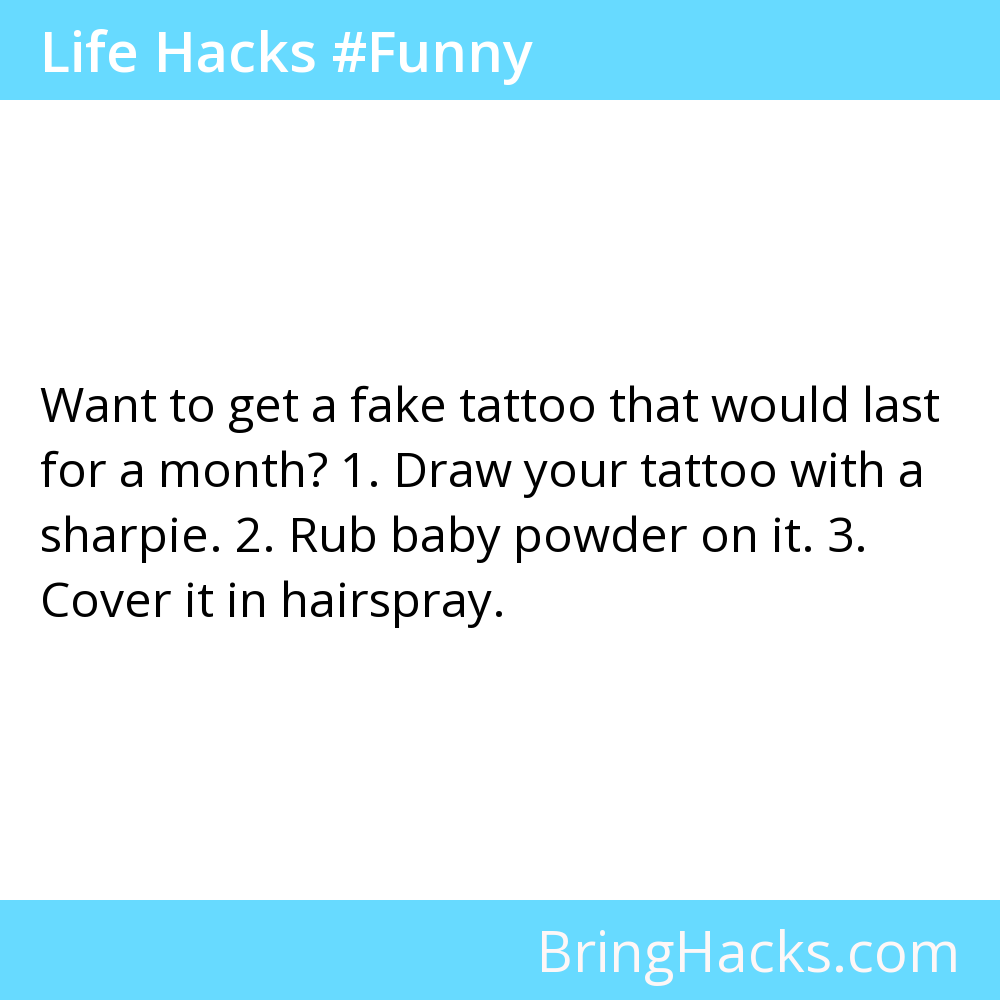 Life Hacks #Funny
Want to get a fake tattoo that would last
for a month? 1. Draw your tattoo with a
sharpie. 2. Rub baby powder on it. 3.
Cover it in hairspray.
BringHacks.com